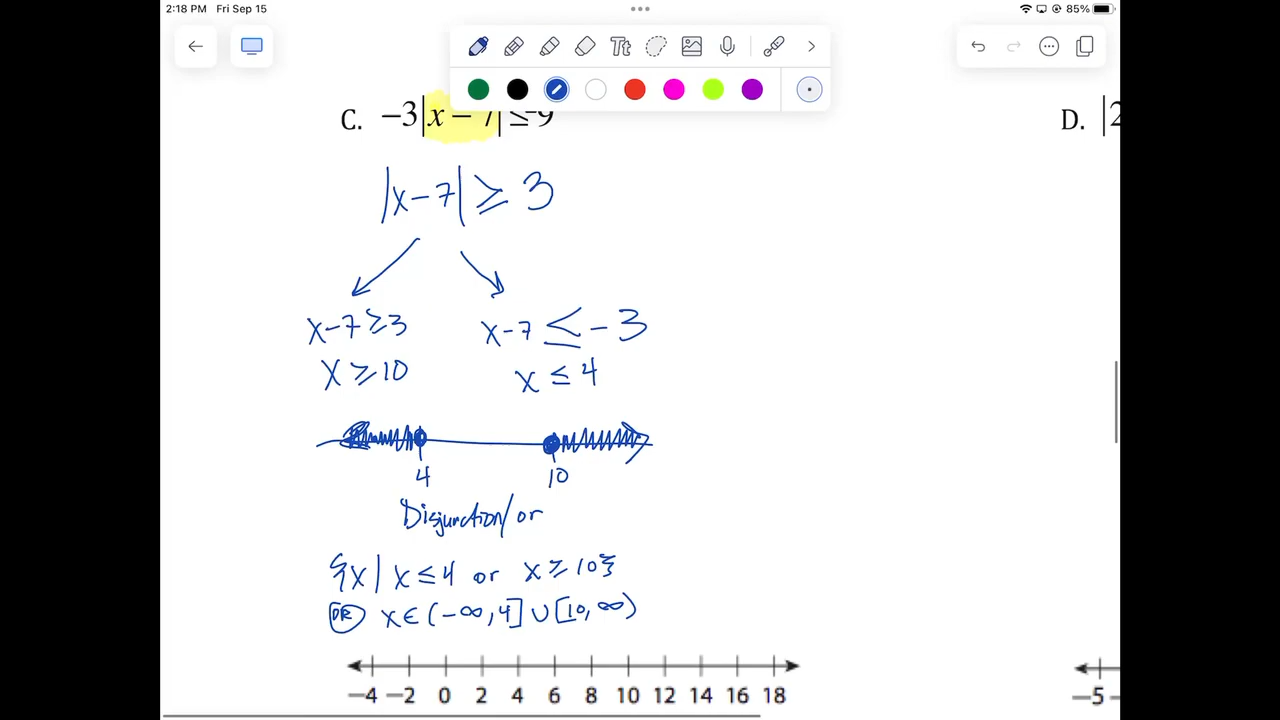 2:18 PM Fri Sep 15
85%
Tt
C. −3|x − 7| ≤ −9
D. |2
|x − 7| ≥ 3
x − 7 ≥ 3 x − 7 ≤ − 3
x ≥ 10 x ≤ 4
4 10
Disjunction/or
{x | x ≤ 4 or x ≥ 10}
OR x ∈ (−∞, 4] ∪ [10, ∞)
−4 −2 0 2 4 6 8 10 12 14 16 18
−5